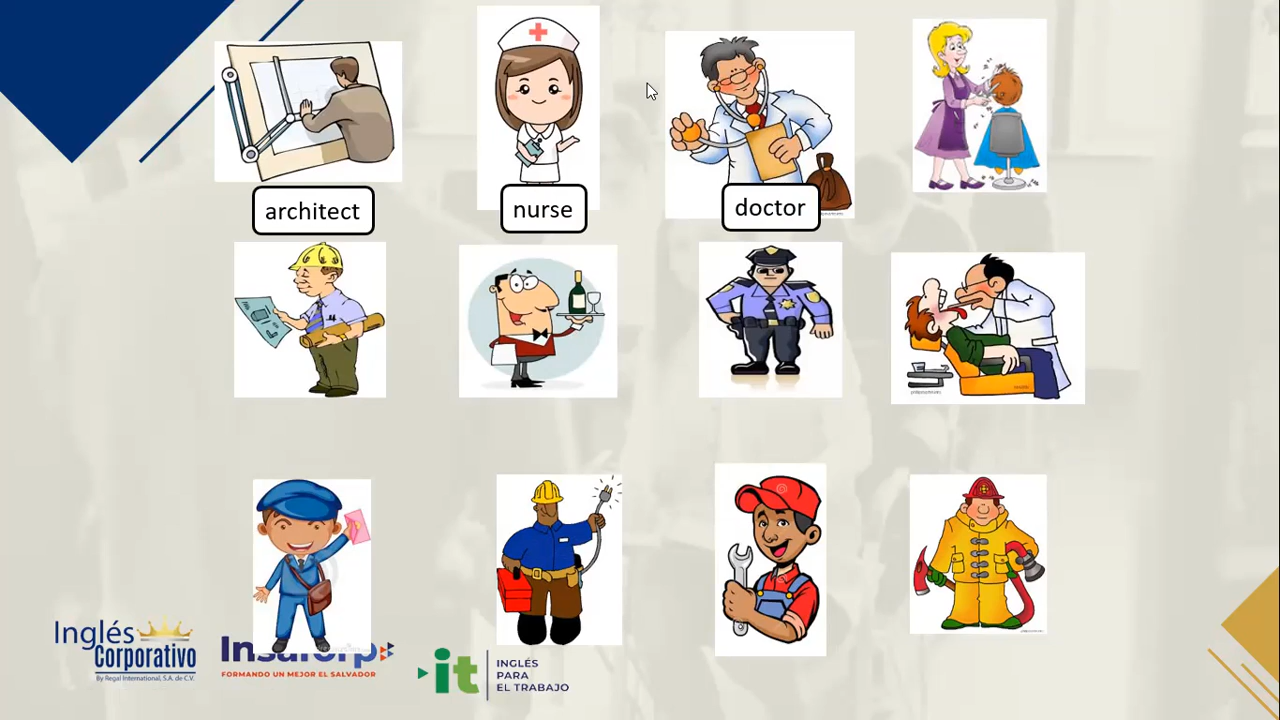 architect
nurse
doctor
Inglés
Corporativo
By Regal International, S.A. de C.V.
Insaforp
FORMANDO UN MEJOR EL SALVADOR
it
INGLÉS
PARA
EL TRABAJO